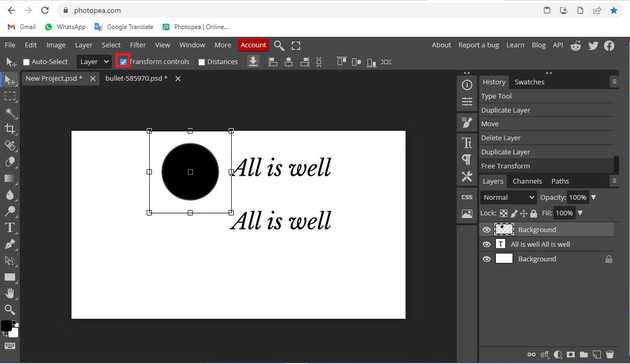 photopea.com
Gmail WhatsApp Google Translate Photopea | Online...
File Edit Image Layer Select Filter View Window More Account About Report a bug Learn Blog API
Auto-Select Layer Transform controls Distances
New Project.psd * bullet-585970.psd *
History Swatches
Type Tool
Duplicate Layer
Move
Delete Layer
Duplicate Layer
Free Transform
Layers Channels Paths
Normal Opacity: 100%
Lock: Fill: 100%
Background
All is well All is well
Background
CSS
All is well
All is well